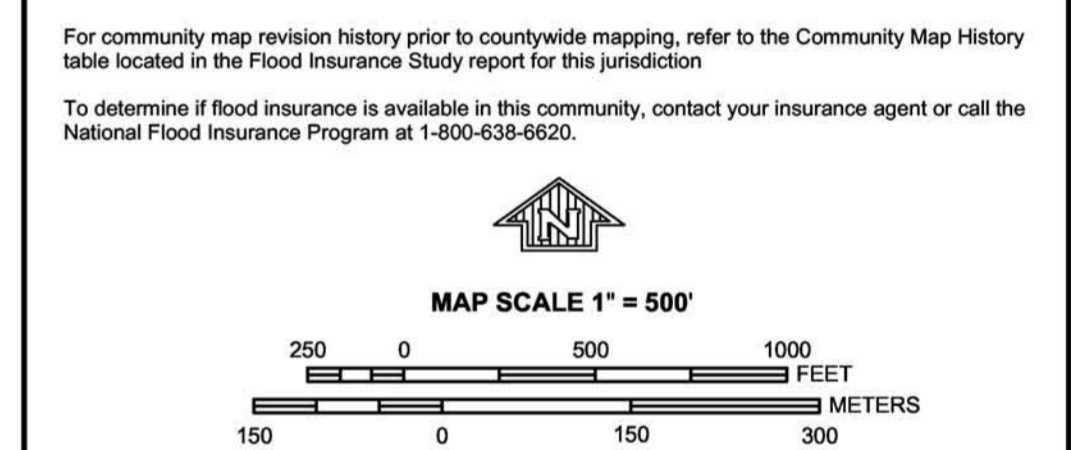 For community map revision history prior to countywide mapping, refer to the Community Map History
table located in the Flood Insurance Study report for this jurisdiction
To determine if flood insurance is available in this community, contact your insurance agent or call the
National Flood Insurance Program at 1-800-638-6620.
N
MAP SCALE 1" = 500'
250 0 500 1000
FEET
METERS
150 0 150 300